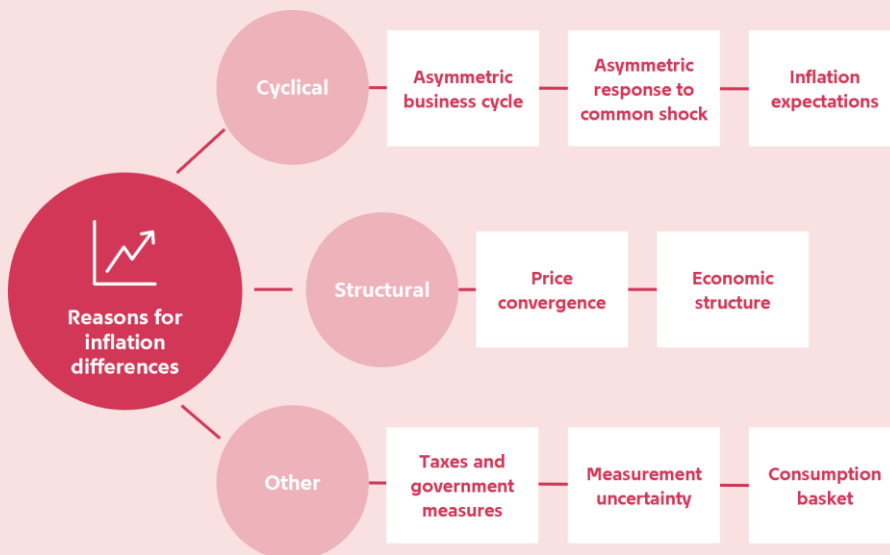 Cyclical
Asymmetric
business cycle
Asymmetric
response to
common shock
Inflation
expectations
Reasons for
inflation
differences
Structural
Price
convergence
Economic
structure
Other
Taxes and
government
measures
Measurement
uncertainty
Consumption
basket